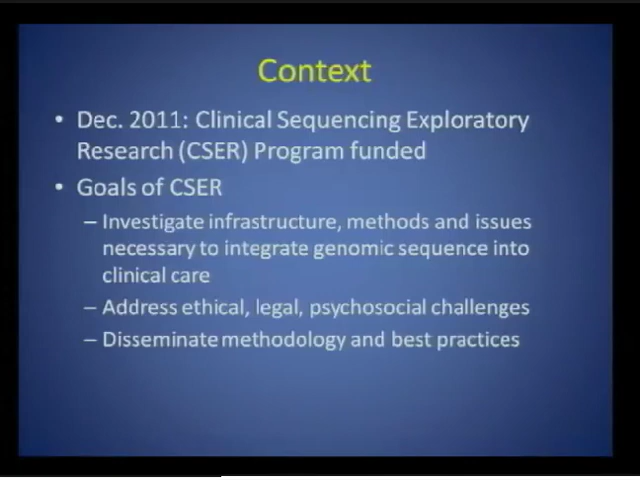 Context
• Dec. 2011: Clinical Sequencing Exploratory
Research (CSER) Program funded
• Goals of CSER
– Investigate infrastructure, methods and issues
necessary to integrate genomic sequence into
clinical care
– Address ethical, legal, psychosocial challenges
– Disseminate methodology and best practices